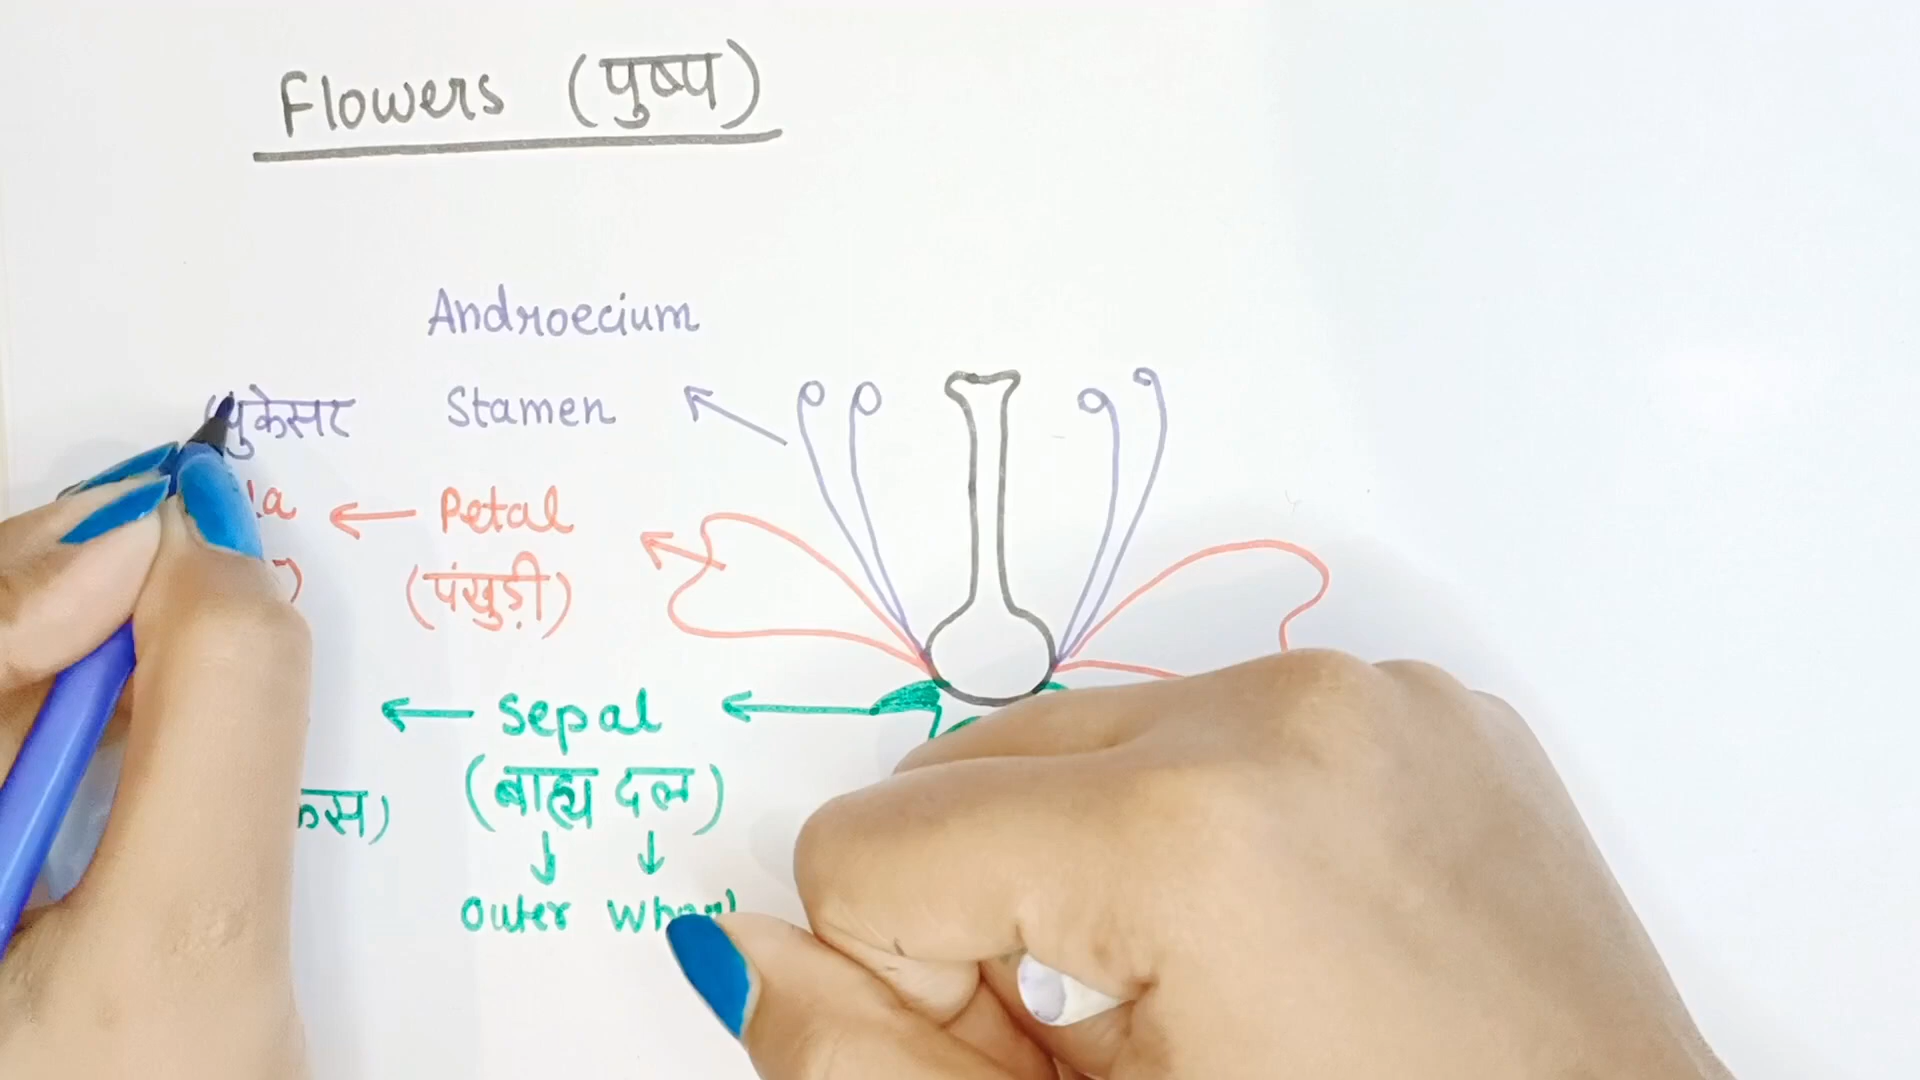 Flowers (पुष्प)
Androecium
(पुकेसर Stamen
Petal
(पंखुड़ी)
Sepal
(बाह्य दल)
outer